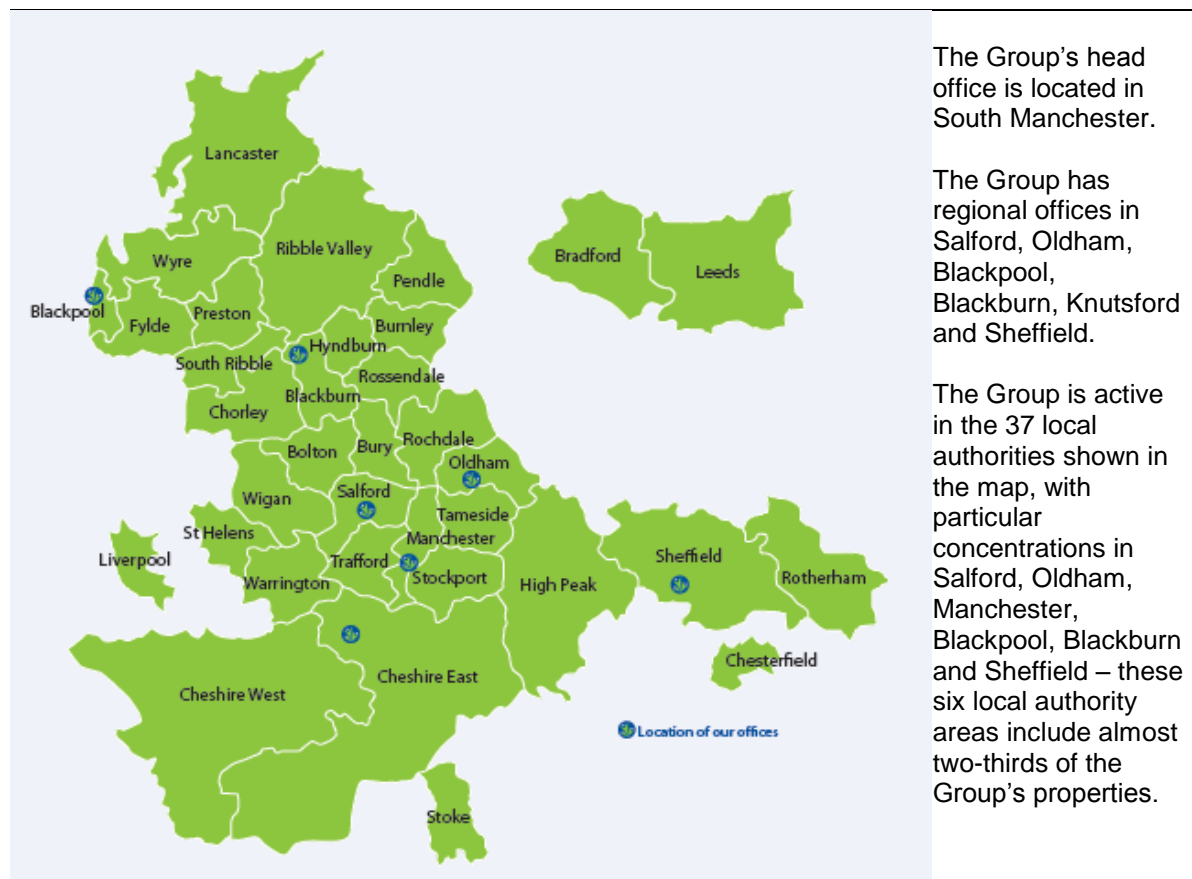 Lancaster
Ribble Valley
Wyre
Pendle
Bradford
Leeds
Blackpool
Fylde
Preston
Burnley
Hyndburn
South Ribble
Rossendale
Blackburn
Chorley
Bolton
Bury
Rochdale
Oldham
Wigan
Salford
Tameside
St Helens
Manchester
Liverpool
Trafford
Stockport
Warrington
High Peak
Sheffield
Rotherham
Chesterfield
Cheshire West
Cheshire East
Location of our offices
Stoke
The Group’s head
office is located in
South Manchester.
The Group has
regional offices in
Salford, Oldham,
Blackpool,
Blackburn, Knutsford
and Sheffield.
The Group is active
in the 37 local
authorities shown in
the map, with
particular
concentrations in
Salford, Oldham,
Manchester,
Blackpool, Blackburn
and Sheffield – these
six local authority
areas include almost
two-thirds of the
Group’s properties.